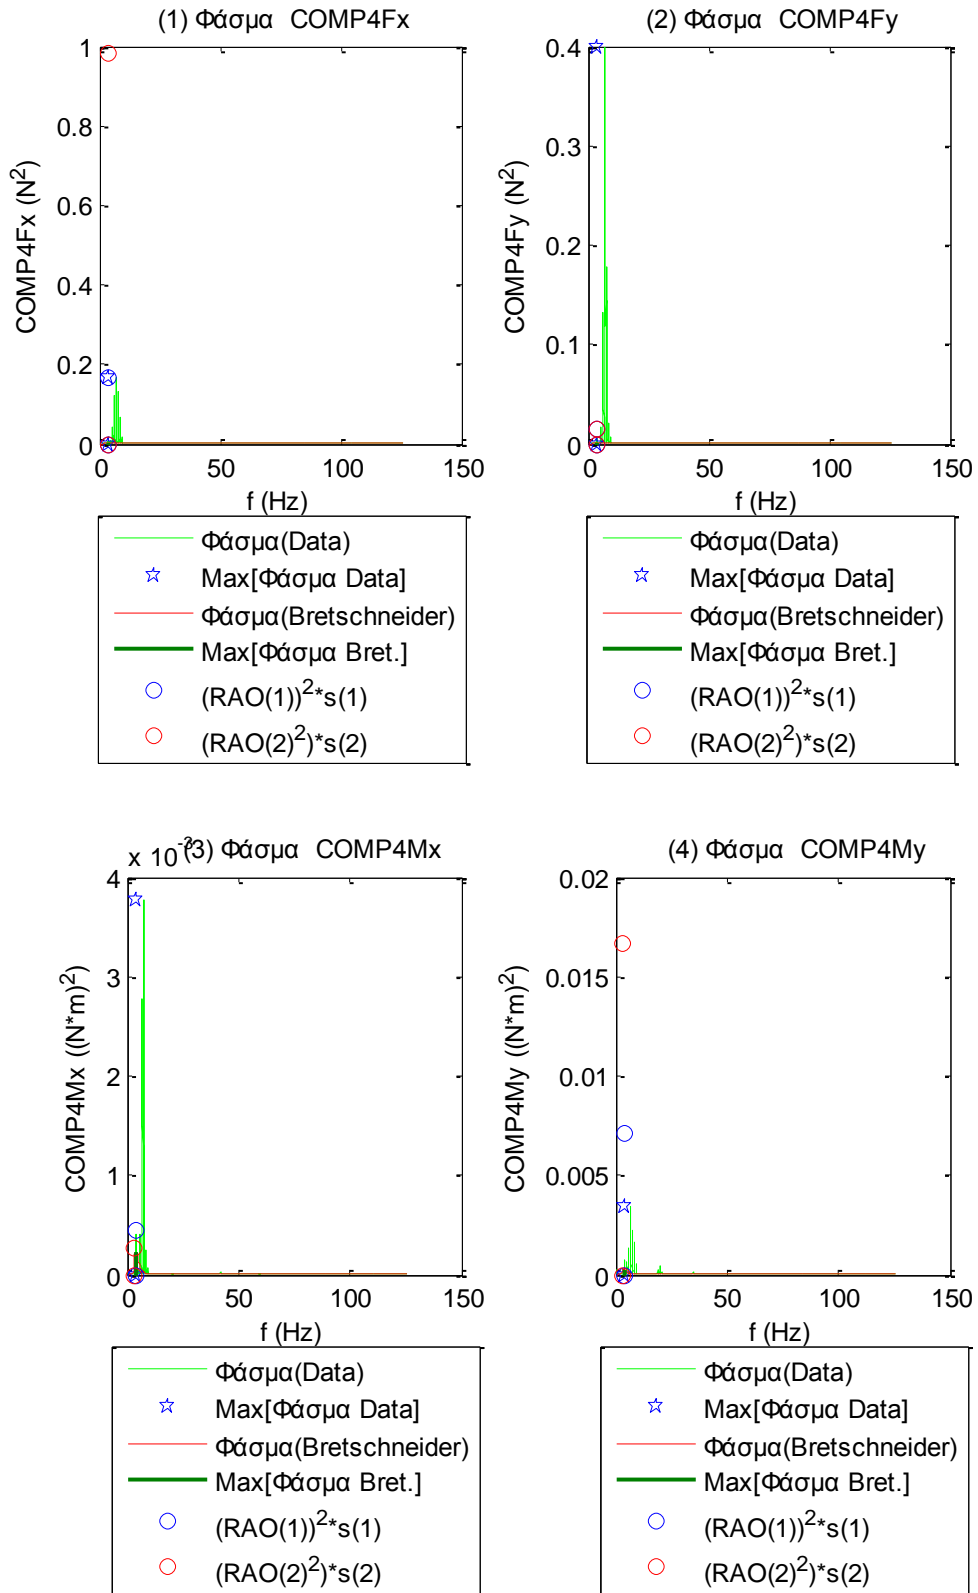 (1) Φάσμα COMP4Fx
1
0.8
0.6
0.4
0.2
0
COMP4Fx (N^2)
0 50 100 150
f (Hz)
Φάσμα(Data)
Max[Φάσμα Data]
Φάσμα(Bretschneider)
Max[Φάσμα Bret.]
(RAO(1))^2*s(1)
(RAO(2)^2)*s(2)
(2) Φάσμα COMP4Fy
0.4
0.3
0.2
0.1
0
COMP4Fy (N^2)
0 50 100 150
f (Hz)
Φάσμα(Data)
Max[Φάσμα Data]
Φάσμα(Bretschneider)
Max[Φάσμα Bret.]
(RAO(1))^2*s(1)
(RAO(2)^2)*s(2)
x 10^-3
(3) Φάσμα COMP4Mx
4
3
2
1
0
COMP4Mx ((N*m)^2)
0 50 100 150
f (Hz)
Φάσμα(Data)
Max[Φάσμα Data]
Φάσμα(Bretschneider)
Max[Φάσμα Bret.]
(RAO(1))^2*s(1)
(RAO(2)^2)*s(2)
(4) Φάσμα COMP4My
0.02
0.015
0.01
0.005
0
COMP4My ((N*m)^2)
0 50 100 150
f (Hz)
Φάσμα(Data)
Max[Φάσμα Data]
Φάσμα(Bretschneider)
Max[Φάσμα Bret.]
(RAO(1))^2*s(1)
(RAO(2)^2)*s(2)